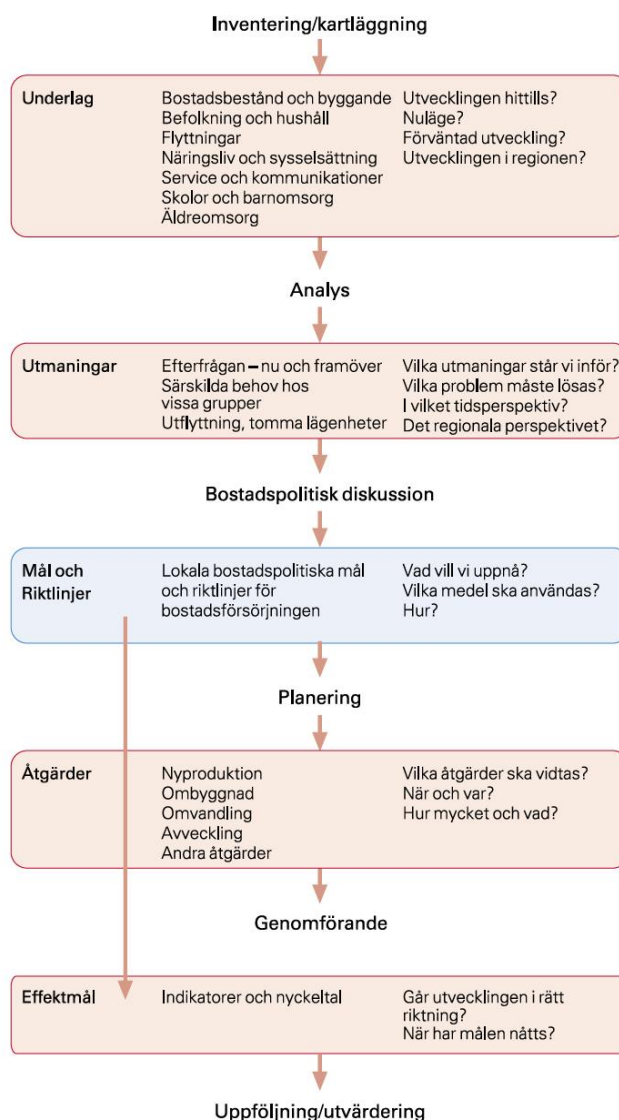 Inventering/kartläggning
Underlag
Bostadsbestånd och byggande
Befolkning och hushåll
Flyttningar
Näringsliv och sysselsättning
Service och kommunikationer
Skolor och barnomsorg
Äldreomsorg
Utvecklingen hittills?
Nuläge?
Förväntad utveckling?
Utvecklingen i regionen?
Analys
Utmaningar
Efterfrågan – nu och framöver
Särskilda behov hos
vissa grupper
Utflyttning, tomma lägenheter
Vilka utmaningar står vi inför?
Vilka problem måste lösas?
I vilket tidsperspektiv?
Det regionala perspektivet?
Bostadspolitisk diskussion
Mål och
Riktlinjer
Lokala bostadspolitiska mål
och riktlinjer för
bostadsförsörjningen
Vad vill vi uppnå?
Vilka medel ska användas?
Hur?
Planering
Åtgärder
Nyproduktion
Ombyggnad
Omvandling
Avveckling
Andra åtgärder
Vilka åtgärder ska vidtas?
När och var?
Hur mycket och vad?
Genomförande
Effektmål
Indikatorer och nyckeltal
Går utvecklingen i rätt
riktning?
När har målen nåtts?
Uppföljning/utvärdering